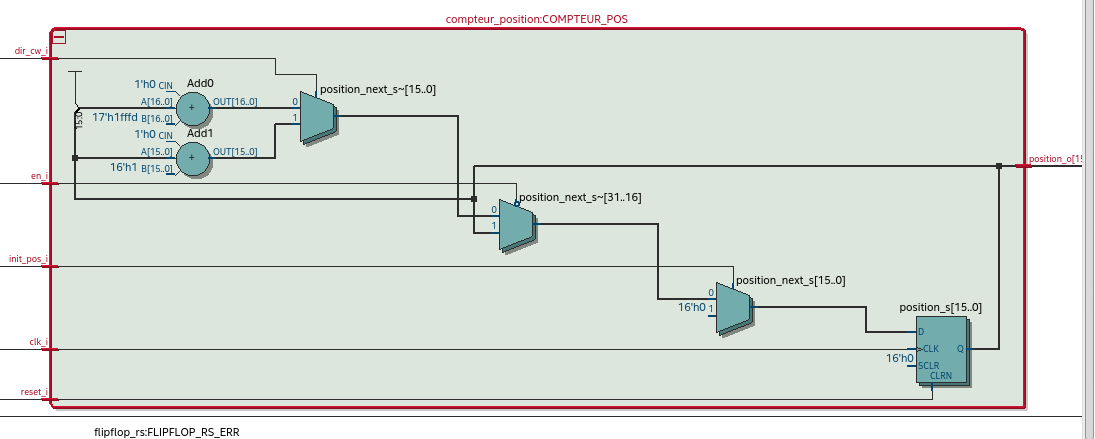 compteur_position:COMPTEUR_POS
dir_cw_i
1'h0 CIN
Add0
A[16..0]
OUT[16..0]
17'h1fffd B[16..0]
15:0
1'h0 CIN
Add1
A[15..0]
OUT[15..0]
16'h1 B[15..0]
position_next_s~[15..0]
0
1
en_i
position_next_s~[31..16]
0
1
init_pos_i
position_next_s[15..0]
0
16'h0 1
position_s[15..0]
D
CLK
Q
16'h0
SCLR
CLRN
clk_i
reset_i
position_o[15
flipflop_rs:FLIPFLOP_RS_ERR